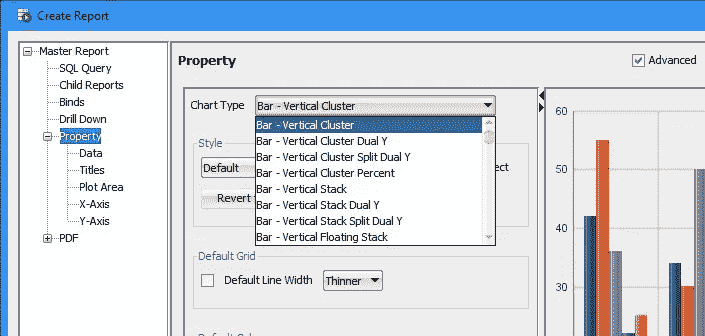 Create Report
Master Report
SQL Query
Child Reports
Binds
Drill Down
Property
Data
Titles
Plot Area
X-Axis
Y-Axis
PDF
Property
Advanced
Chart Type
Bar - Vertical Cluster
Bar - Vertical Cluster
Bar - Vertical Cluster Dual Y
Bar - Vertical Cluster Split Dual Y
Bar - Vertical Cluster Percent
Bar - Vertical Stack
Bar - Vertical Stack Dual Y
Bar - Vertical Stack Split Dual Y
Bar - Vertical Floating Stack
Style
Default
ect
Revert
Default Grid
Default Line Width
Thinner
60
50
40
30